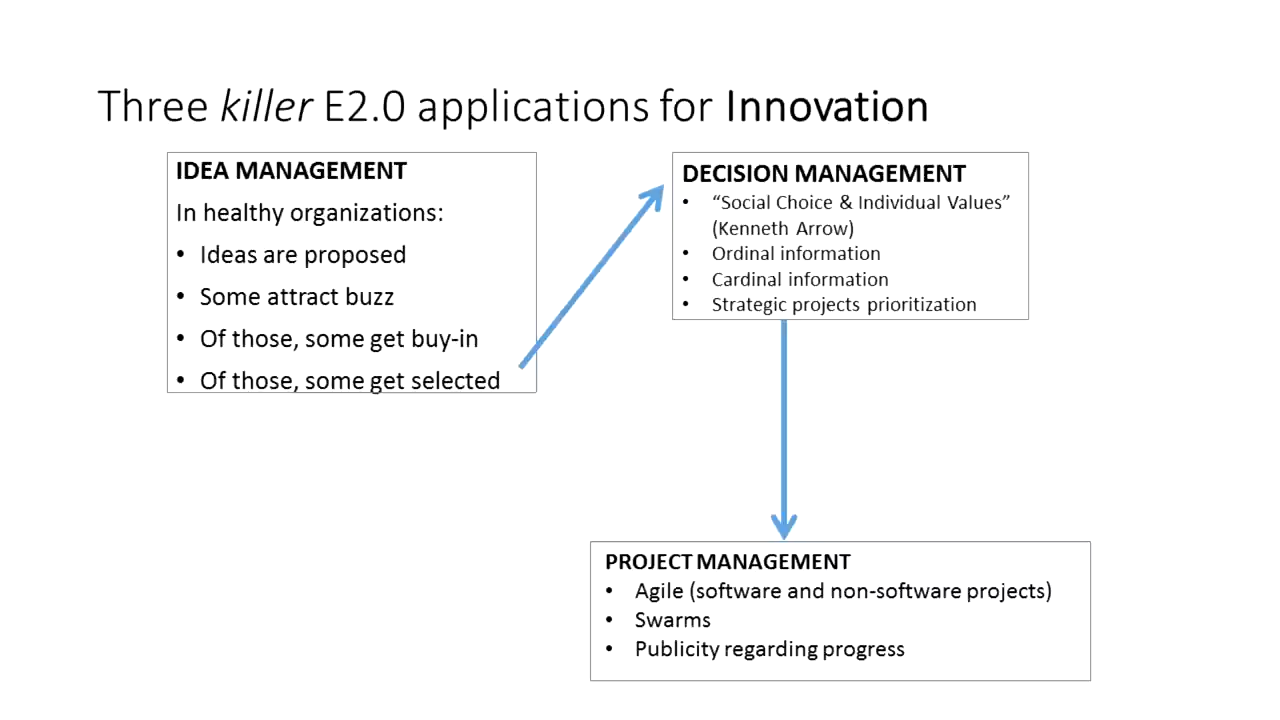 Three killer E2.0 applications for Innovation
IDEA MANAGEMENT
In healthy organizations:
• Ideas are proposed
• Some attract buzz
• Of those, some get buy-in
• Of those, some get selected
DECISION MANAGEMENT
• “Social Choice & Individual Values”
(Kenneth Arrow)
• Ordinal information
• Cardinal information
• Strategic projects prioritization
PROJECT MANAGEMENT
• Agile (software and non-software projects)
• Swarms
• Publicity regarding progress